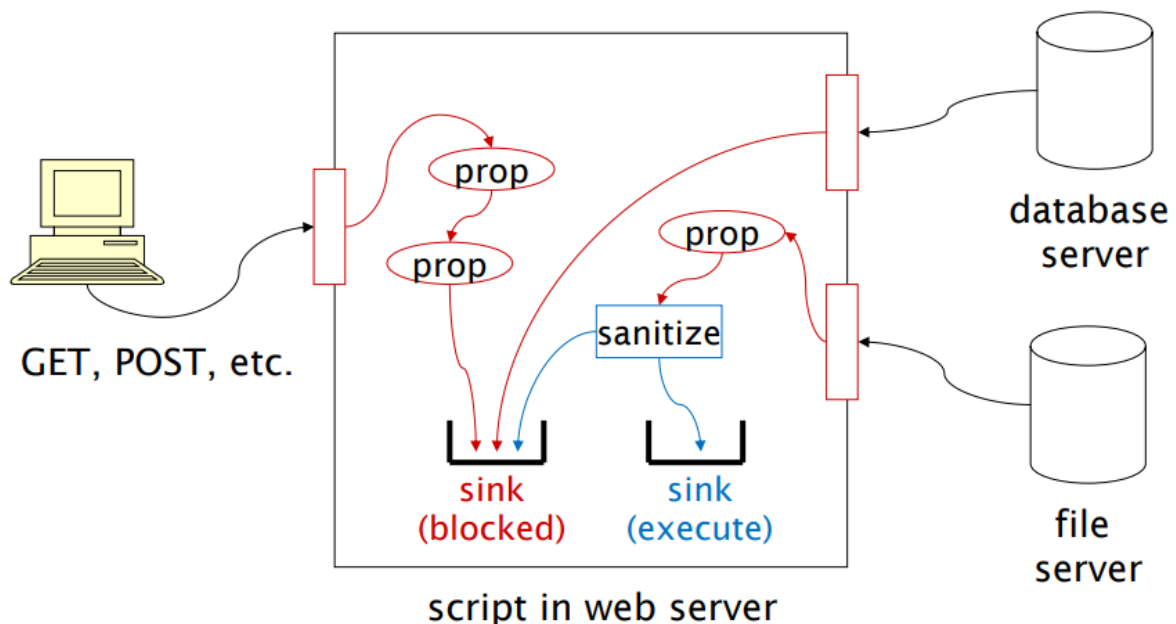 prop
prop
prop
sanitize
GET, POST, etc.
database
server
sink
(blocked)
sink
(execute)
file
server
script in web server